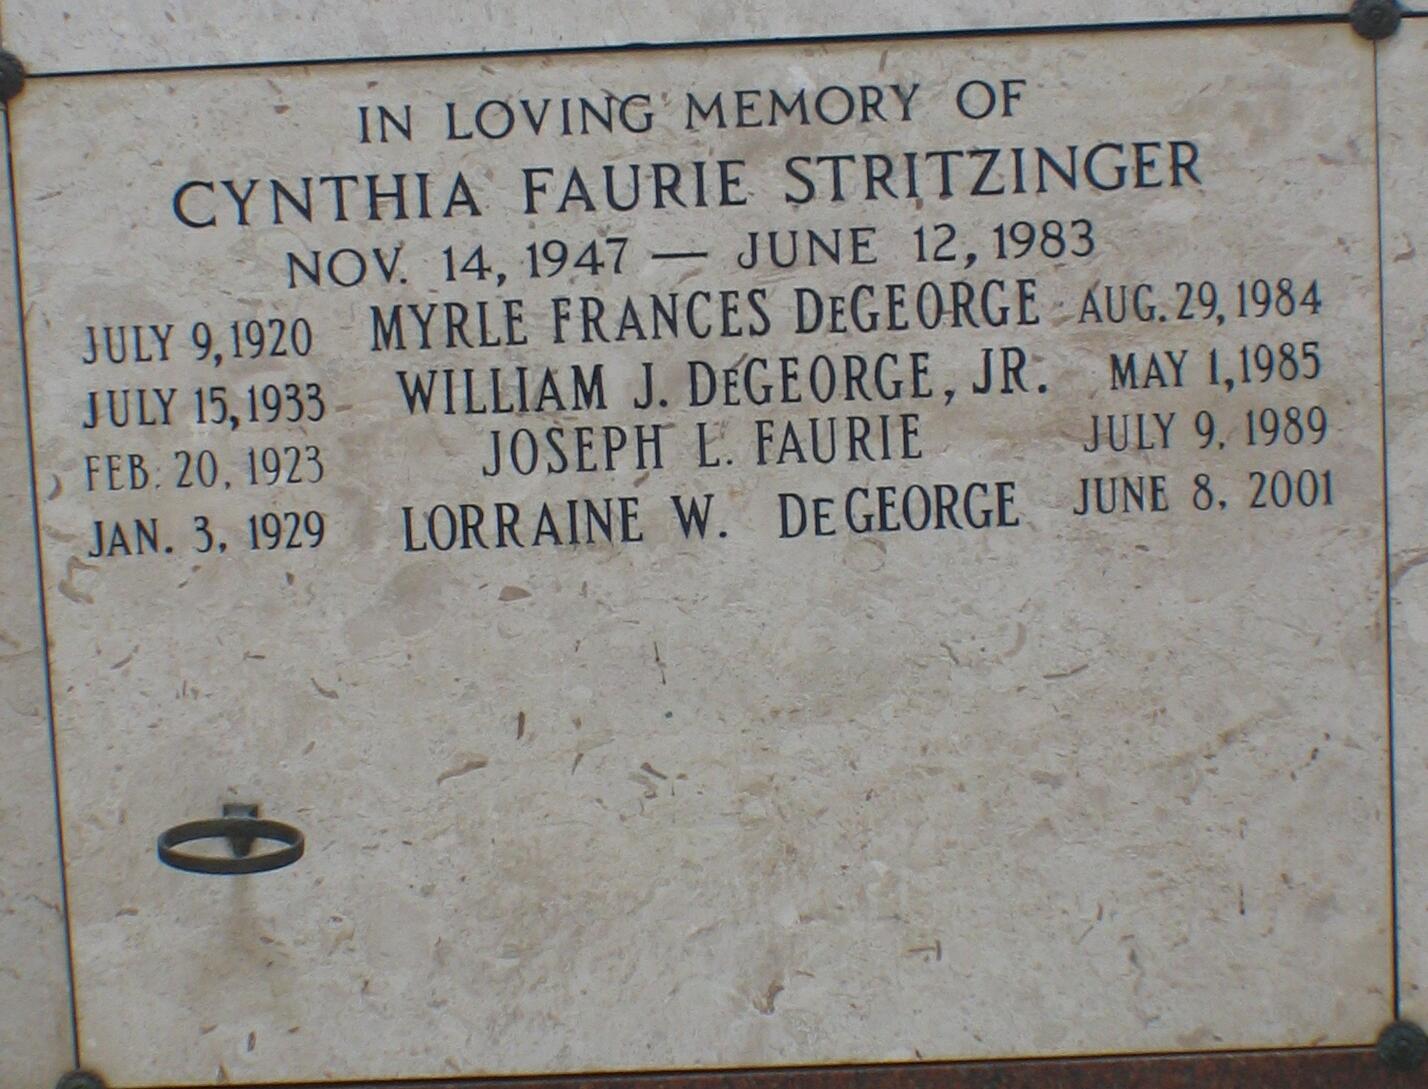 IN LOVING MEMORY OF
CYNTHIA FAURIE STRITZINGER
NOV. 14, 1947 — JUNE 12, 1983
JULY 9, 1920 MYRLE FRANCES DEGEORGE AUG. 29, 1984
JULY 15, 1933 WILLIAM J. DEGEORGE, JR. MAY 1, 1985
FEB. 20, 1923 JOSEPH L. FAURIE JULY 9, 1989
JAN. 3, 1929 LORRAINE W. DEGEORGE JUNE 8, 2001